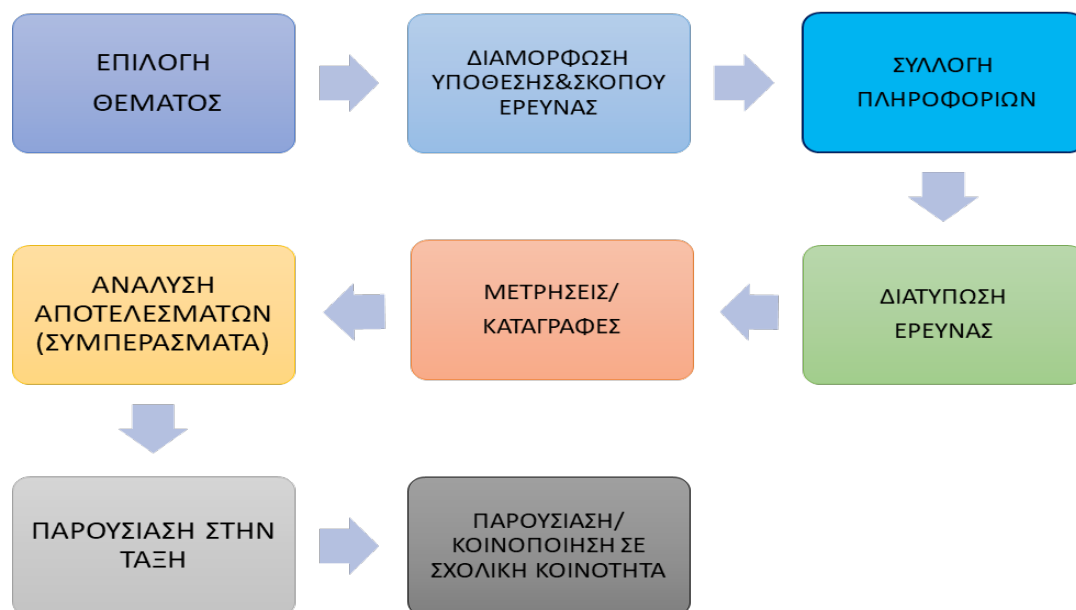 ΕΠΙΛΟΓΗ
ΘΕΜΑΤΟΣ
ΔΙΑΜΟΡΦΩΣΗ
ΥΠΟΘΕΣΗΣ&ΣΚΟΠΟΥ
ΕΡΕΥΝΑΣ
ΣΥΛΛΟΓΗ
ΠΛΗΡΟΦΟΡΙΩΝ
ΔΙΑΤΥΠΩΣΗ
ΕΡΕΥΝΑΣ
ΜΕΤΡΗΣΕΙΣ/
ΚΑΤΑΓΡΑΦΕΣ
ΑΝΑΛΥΣΗ
ΑΠΟΤΕΛΕΣΜΑΤΩΝ
(ΣΥΜΠΕΡΑΣΜΑΤΑ)
ΠΑΡΟΥΣΙΑΣΗ ΣΤΗΝ
ΤΑΞΗ
ΠΑΡΟΥΣΙΑΣΗ/
ΚΟΙΝΟΠΟΙΗΣΗ ΣΕ
ΣΧΟΛΙΚΗ ΚΟΙΝΟΤΗΤΑ